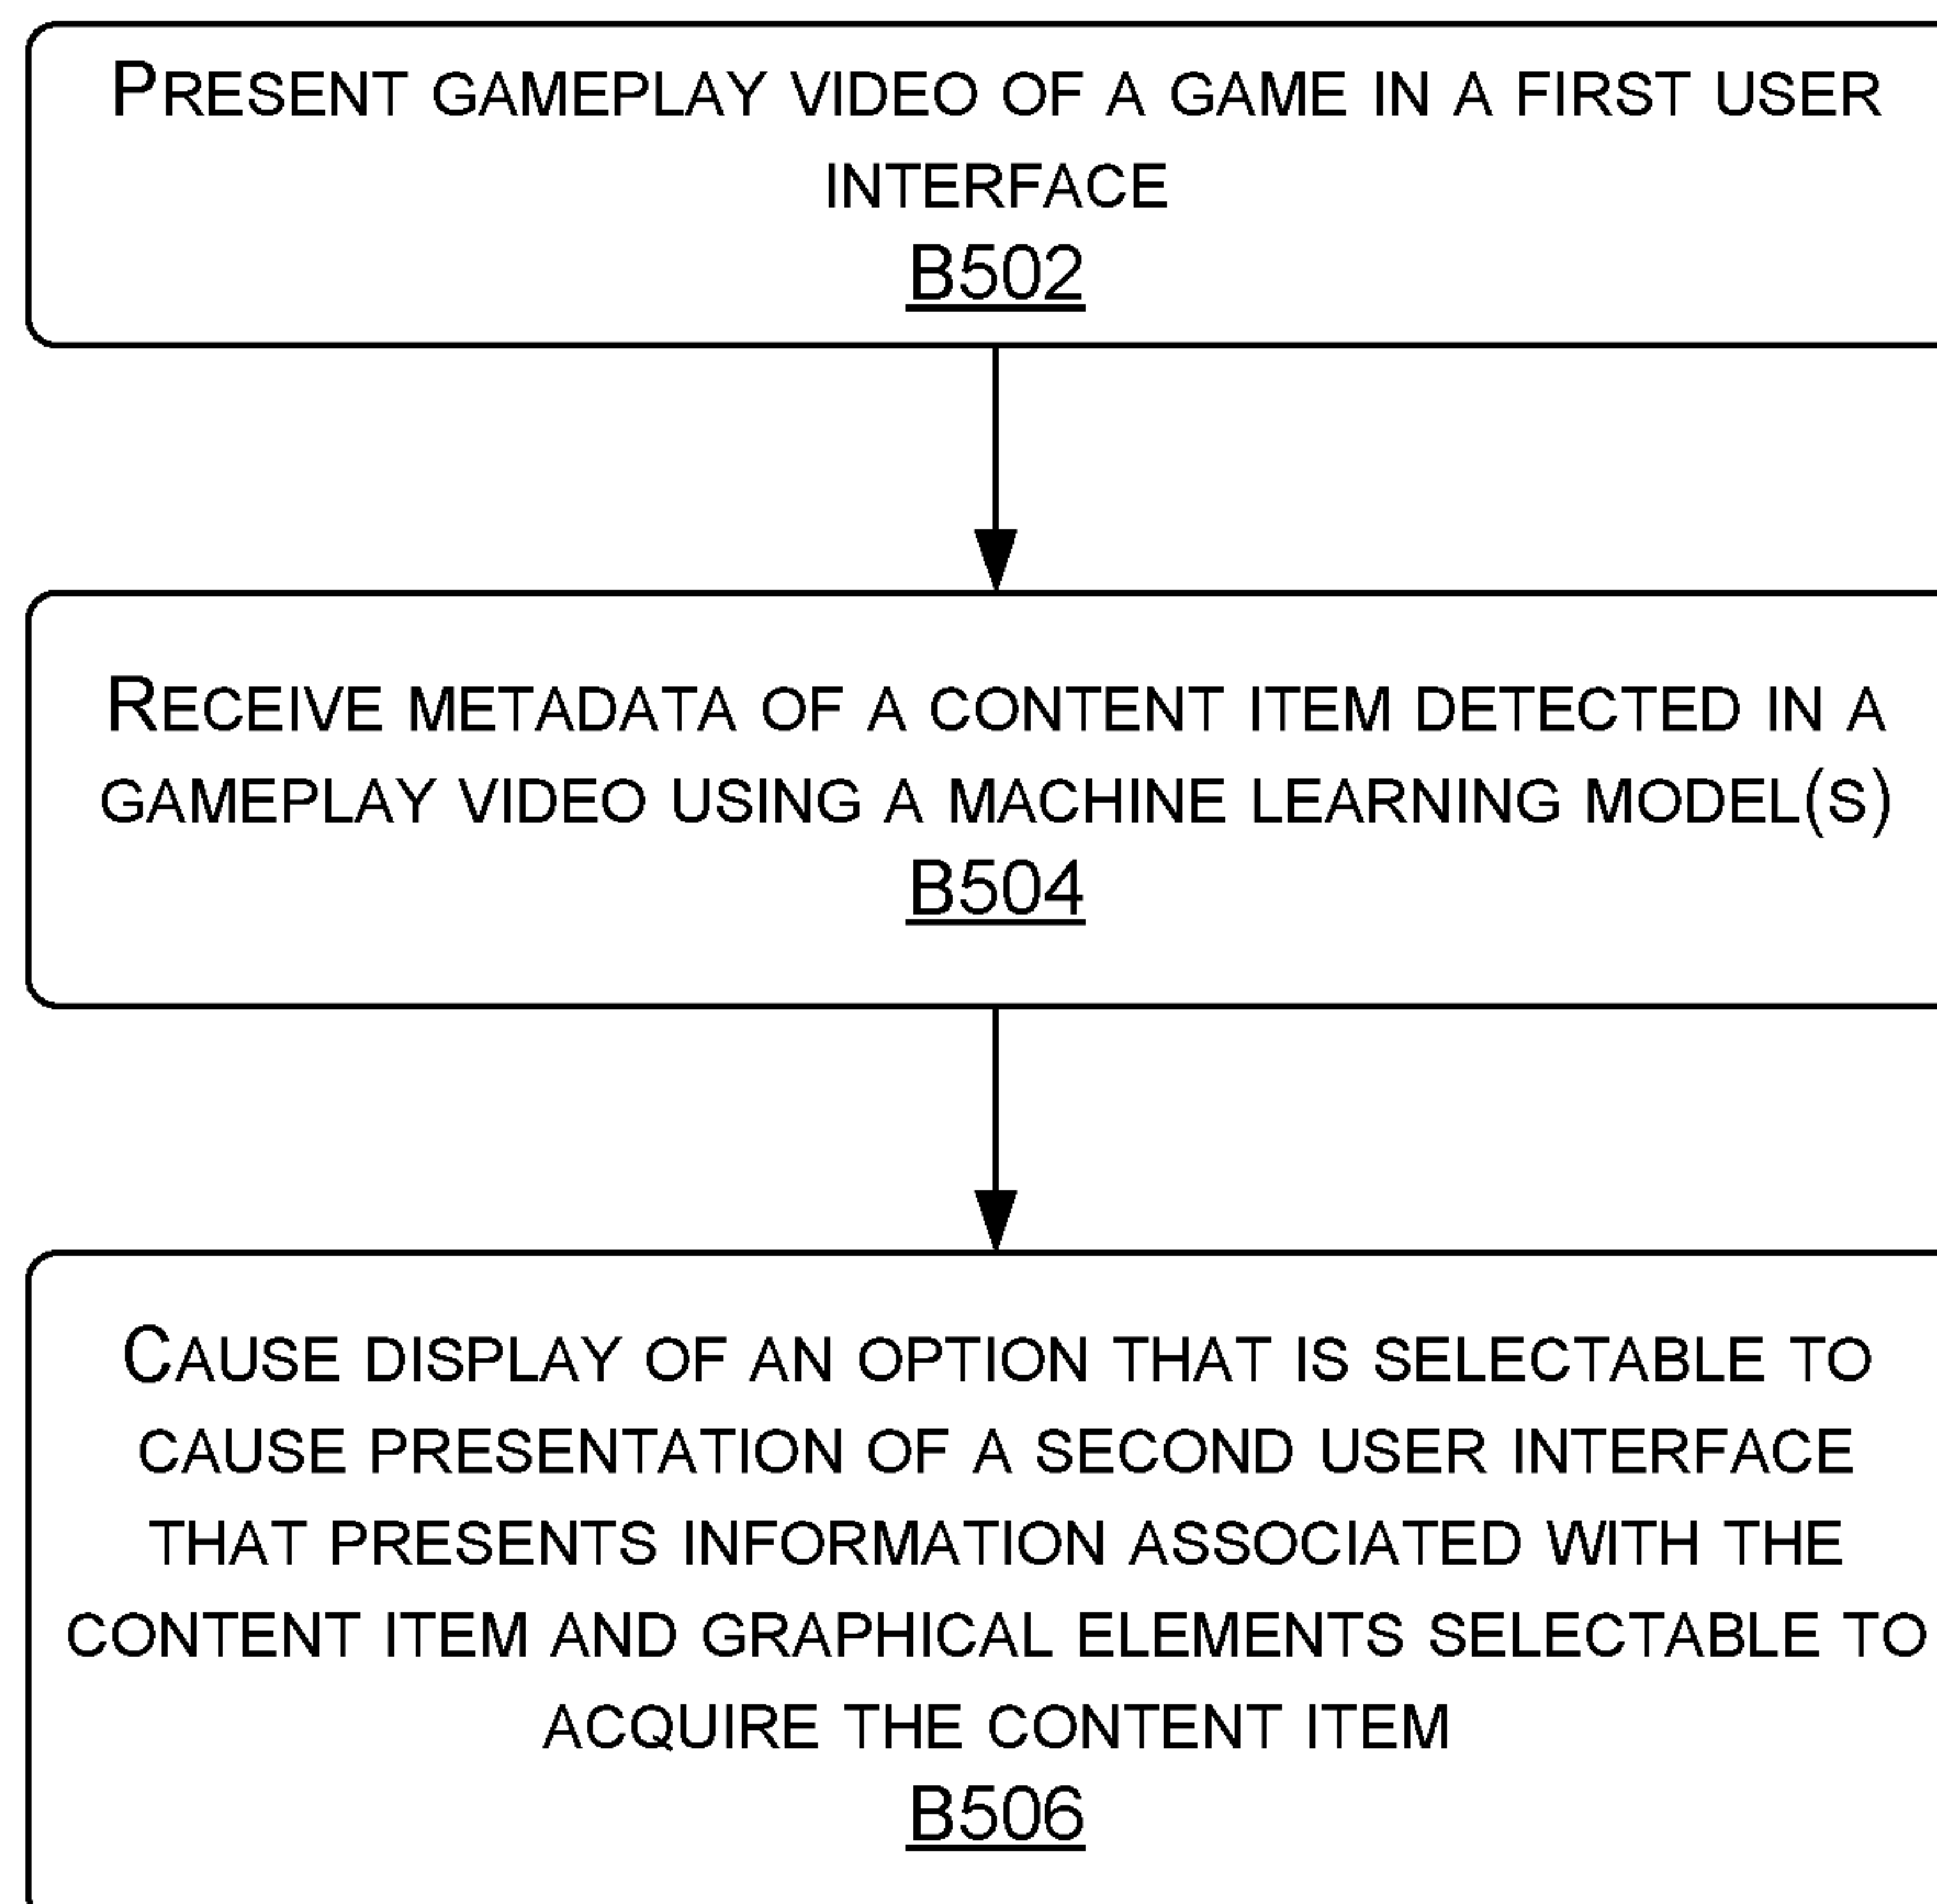 PRESENT GAMEPLAY VIDEO OF A GAME IN A FIRST USER
INTERFACE
B502
RECEIVE METADATA OF A CONTENT ITEM DETECTED IN A
GAMEPLAY VIDEO USING A MACHINE LEARNING MODEL(S)
B504
CAUSE DISPLAY OF AN OPTION THAT IS SELECTABLE TO
CAUSE PRESENTATION OF A SECOND USER INTERFACE
THAT PRESENTS INFORMATION ASSOCIATED WITH THE
CONTENT ITEM AND GRAPHICAL ELEMENTS SELECTABLE TO
ACQUIRE THE CONTENT ITEM
B506